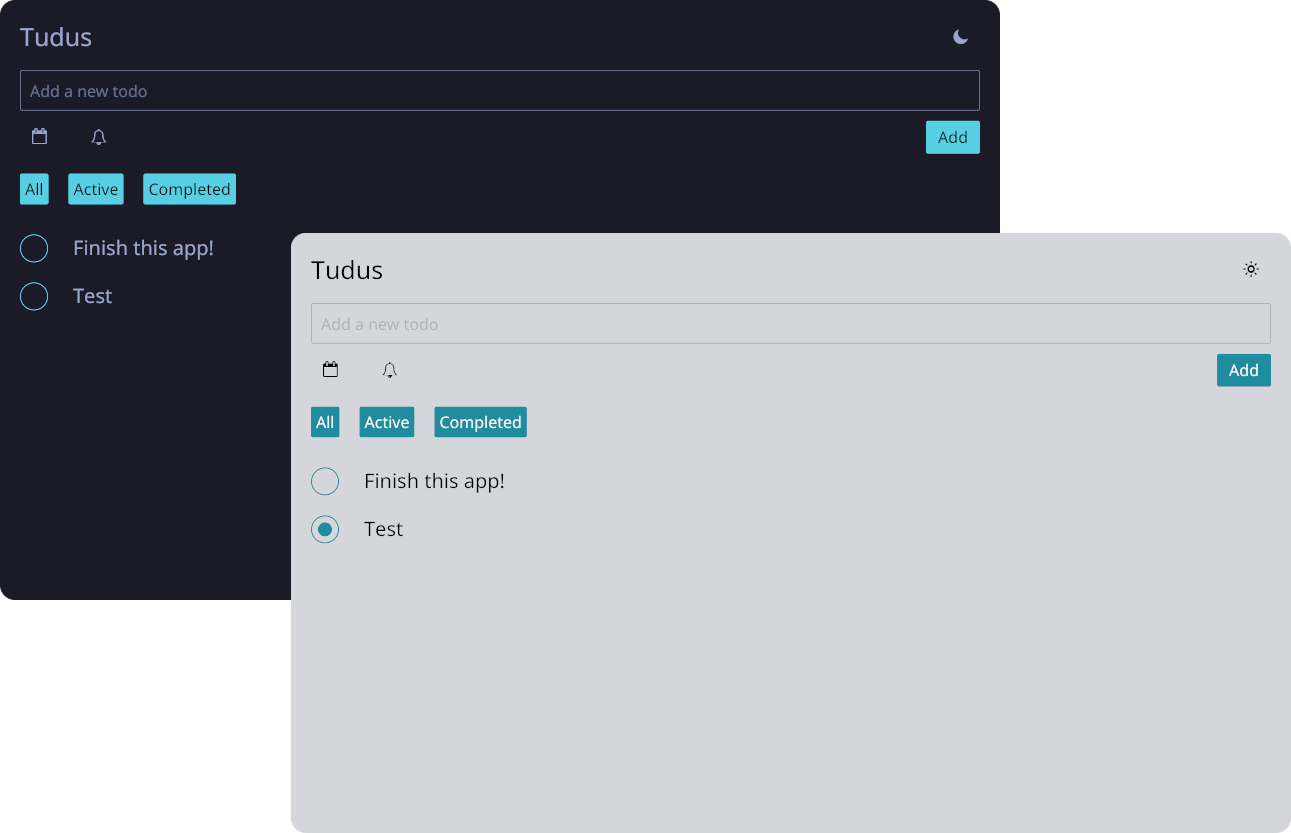 Tudus
Add a new todo
Add
All Active Completed
Finish this app!
Test
Tudus
Add a new todo
Add
All Active Completed
Finish this app!
Test